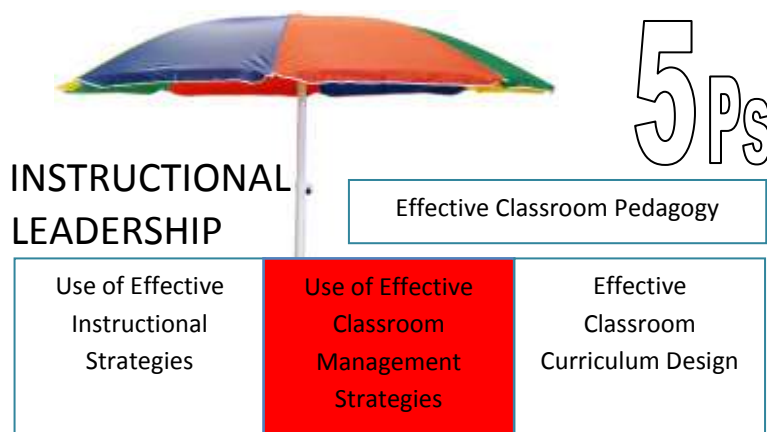 5Ps
INSTRUCTIONAL
LEADERSHIP
Effective Classroom Pedagogy
Use of Effective
Instructional
Strategies
Use of Effective
Classroom
Management
Strategies
Effective
Classroom
Curriculum Design